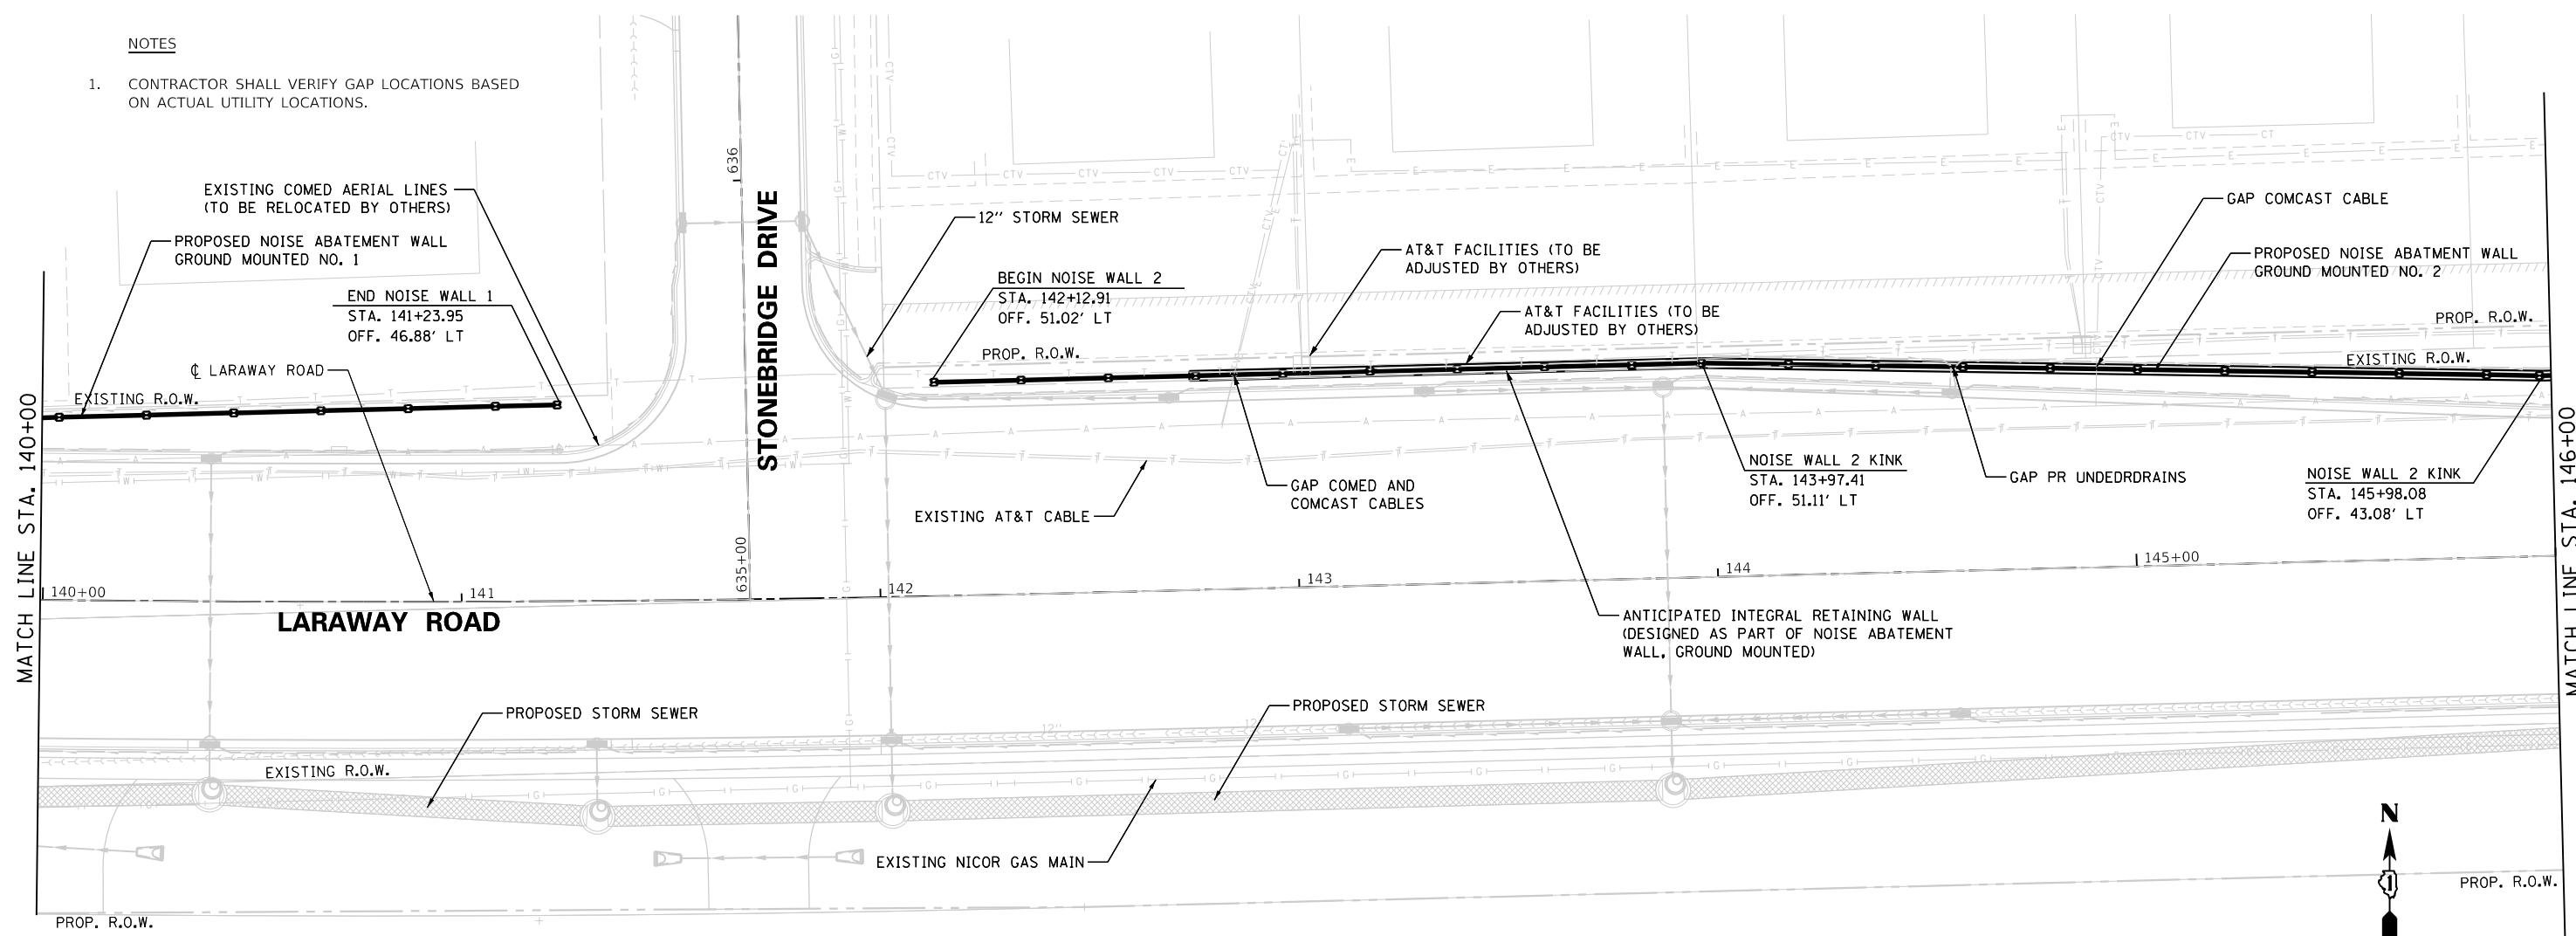 NOTES
1. CONTRACTOR SHALL VERIFY GAP LOCATIONS BASED
ON ACTUAL UTILITY LOCATIONS.
EXISTING COMED AERIAL LINES
(TO BE RELOCATED BY OTHERS)
PROPOSED NOISE ABATEMENT WALL
GROUND MOUNTED NO. 1
END NOISE WALL 1
STA. 141+23.95
OFF. 46.88' LT
℄ LARAWAY ROAD
EXISTING R.O.W.
MATCH LINE STA. 140+00
636
STONEBRIDGE DRIVE
635+00
12" STORM SEWER
BEGIN NOISE WALL 2
STA. 142+12.91
OFF. 51.02' LT
PROP. R.O.W.
AT&T FACILITIES (TO BE
ADJUSTED BY OTHERS)
AT&T FACILITIES (TO BE
ADJUSTED BY OTHERS)
GAP COMCAST CABLE
PROPOSED NOISE ABATMENT WALL
GROUND MOUNTED NO. 2
PROP. R.O.W.
EXISTING R.O.W.
EXISTING AT&T CABLE
GAP COMED AND
COMCAST CABLES
NOISE WALL 2 KINK
STA. 143+97.41
OFF. 51.11' LT
GAP PR UNDEDRDRAINS
NOISE WALL 2 KINK
STA. 145+98.08
OFF. 43.08' LT
MATCH LINE STA. 146+00
140+00
141
142
143
144
145+00
LARAWAY ROAD
ANTICIPATED INTEGRAL RETAINING WALL
(DESIGNED AS PART OF NOISE ABATEMENT
WALL, GROUND MOUNTED)
PROPOSED STORM SEWER
PROPOSED STORM SEWER
12"
EXISTING R.O.W.
EXISTING NICOR GAS MAIN
N
1
PROP. R.O.W.
PROP. R.O.W.